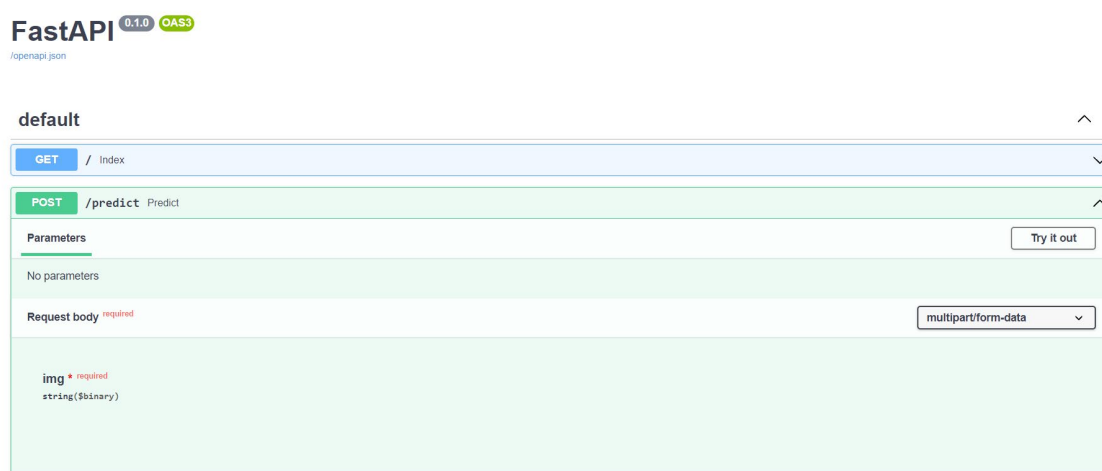 FastAPI 0.1.0 OAS3
/openapi.json
default
GET / Index
POST /predict Predict
Parameters Try it out
No parameters
Request body required multipart/form-data
img * required
string($binary)